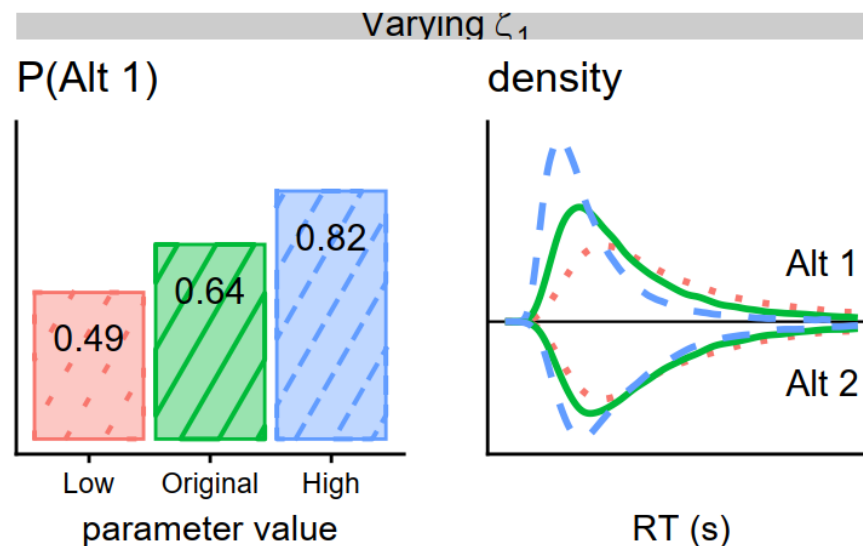 Varying ζ₁
P(Alt 1)
0.49
0.64
0.82
Low
Original
High
parameter value
density
Alt 1
Alt 2
RT (s)